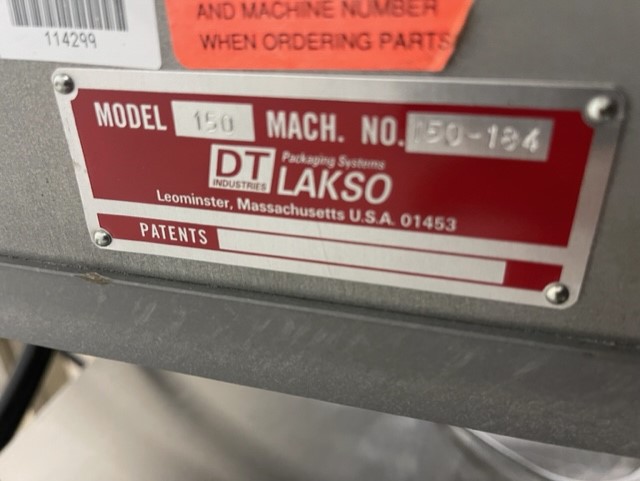 114299
AND MACHINE NUMBER
WHEN ORDERING PARTS
MODEL 150 MACH. NO. 150-184
DT INDUSTRIES Packaging Systems LAKSO
Leominster, Massachusetts U.S.A. 01453
PATENTS